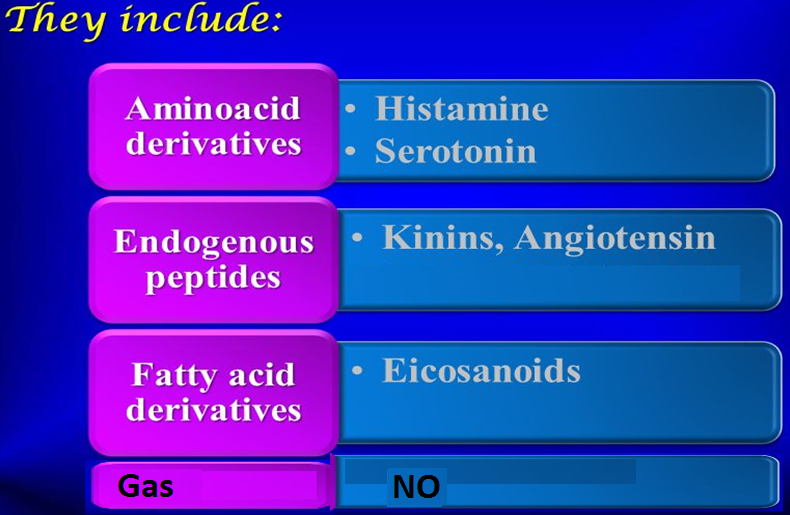 They include:
Aminoacid
derivatives
• Histamine
• Serotonin
Endogenous
peptides
• Kinins, Angiotensin
Fatty acid
derivatives
• Eicosanoids
Gas
NO